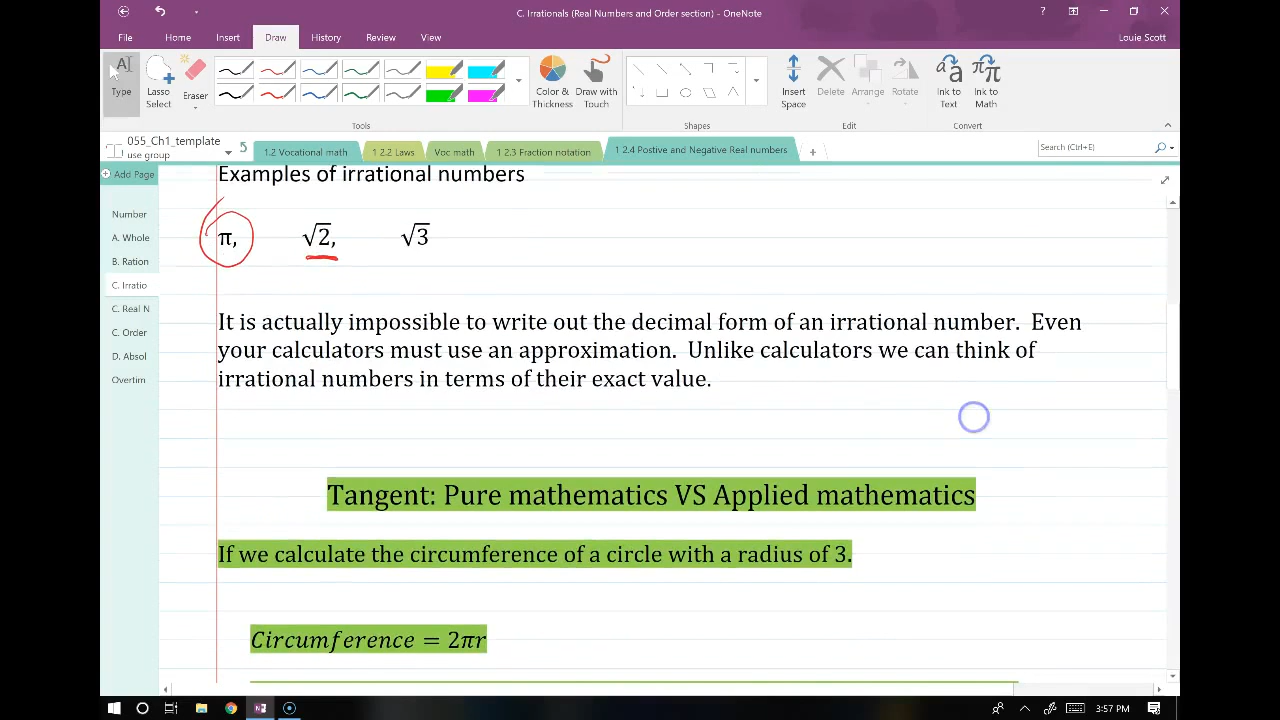 C. Irrationals (Real Numbers and Order section) - OneNote
?
File Home Insert Draw History Review View
Louie Scott
Type
Lasso Select
Eraser
Color & Thickness
Draw with Touch
Insert Space
Delete
Arrange
Rotate
Ink to Text
Ink to Math
Tools
Shapes
Edit
Convert
055_Ch1_template
use group
1.2 Vocational math
1 2.2 Laws
Voc math
1 2.3 Fraction notation
1 2.4 Postive and Negative Real numbers
+
Search (Ctrl+E)
Add Page
Number
A. Whole
B. Ration
C. Irratio
C. Real N
C. Order
D. Absol
Overtim
Examples of irrational numbers
π, √2, √3
It is actually impossible to write out the decimal form of an irrational number. Even
your calculators must use an approximation. Unlike calculators we can think of
irrational numbers in terms of their exact value.
Tangent: Pure mathematics VS Applied mathematics
If we calculate the circumference of a circle with a radius of 3.
Circumference = 2πr
3:57 PM